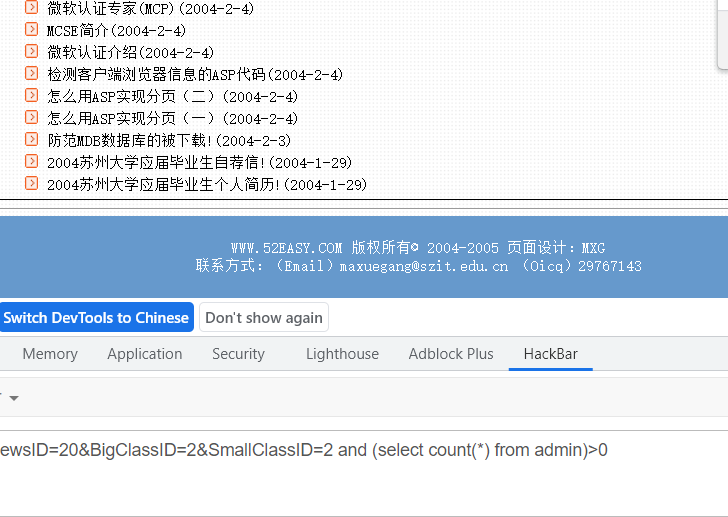 微软认证专家(MCP)(2004-2-4)
MCSE简介(2004-2-4)
微软认证介绍(2004-2-4)
检测客户端浏览器信息的ASP代码(2004-2-4)
怎么用ASP实现分页（二）(2004-2-4)
怎么用ASP实现分页（一）(2004-2-4)
防范MDB数据库的被下载!(2004-2-3)
2004苏州大学应届毕业生自荐信!(2004-1-29)
2004苏州大学应届毕业生个人简历!(2004-1-29)
WWW.52EASY.COM 版权所有© 2004-2005 页面设计：MXG
联系方式：（Email）maxuegang@szit.edu.cn （Oicq）29767143
Switch DevTools to Chinese Don't show again
Memory Application Security Lighthouse Adblock Plus HackBar
ewsID=20&BigClassID=2&SmallClassID=2 and (select count(*) from admin)>0